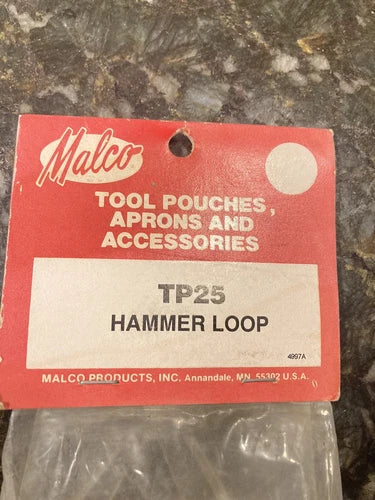 Malco
TOOL POUCHES,
APRONS AND
ACCESSORIES
TP25
HAMMER LOOP
4997A
MALCO PRODUCTS, INC. Annandale, MN. 55302 U.S.A.